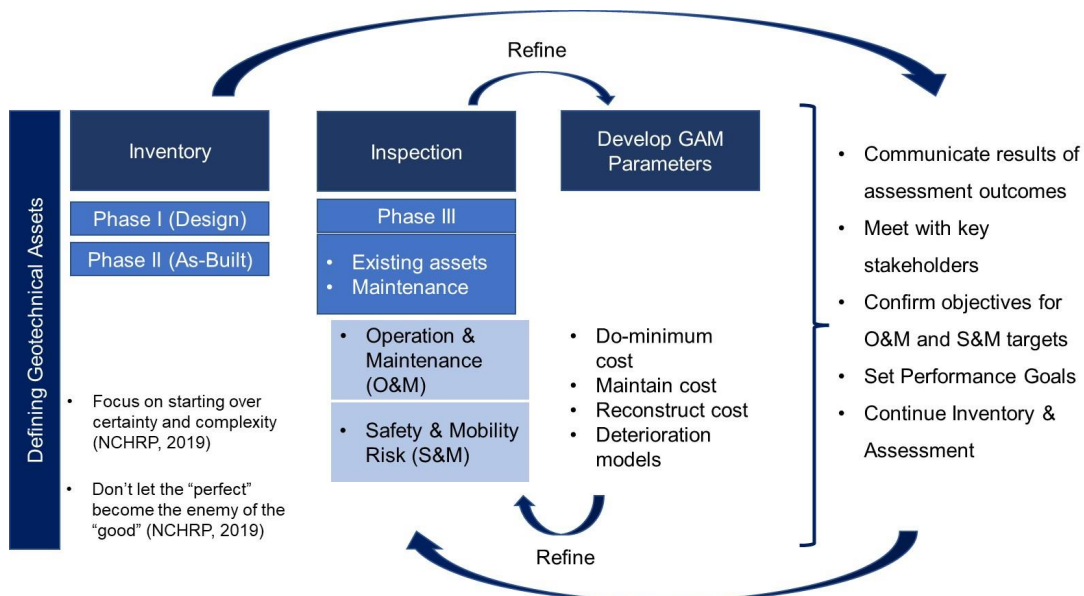 Refine
Defining Geotechnical Assets
Inventory
Phase I (Design)
Phase II (As-Built)
• Focus on starting over
certainty and complexity
(NCHRP, 2019)
• Don’t let the “perfect”
become the enemy of the
“good” (NCHRP, 2019)
Inspection
Phase III
• Existing assets
• Maintenance
• Operation &
Maintenance
(O&M)
• Safety & Mobility
Risk (S&M)
Develop GAM
Parameters
• Do-minimum
cost
• Maintain cost
• Reconstruct cost
• Deterioration
models
Refine
• Communicate results of
assessment outcomes
• Meet with key
stakeholders
• Confirm objectives for
O&M and S&M targets
• Set Performance Goals
• Continue Inventory &
Assessment